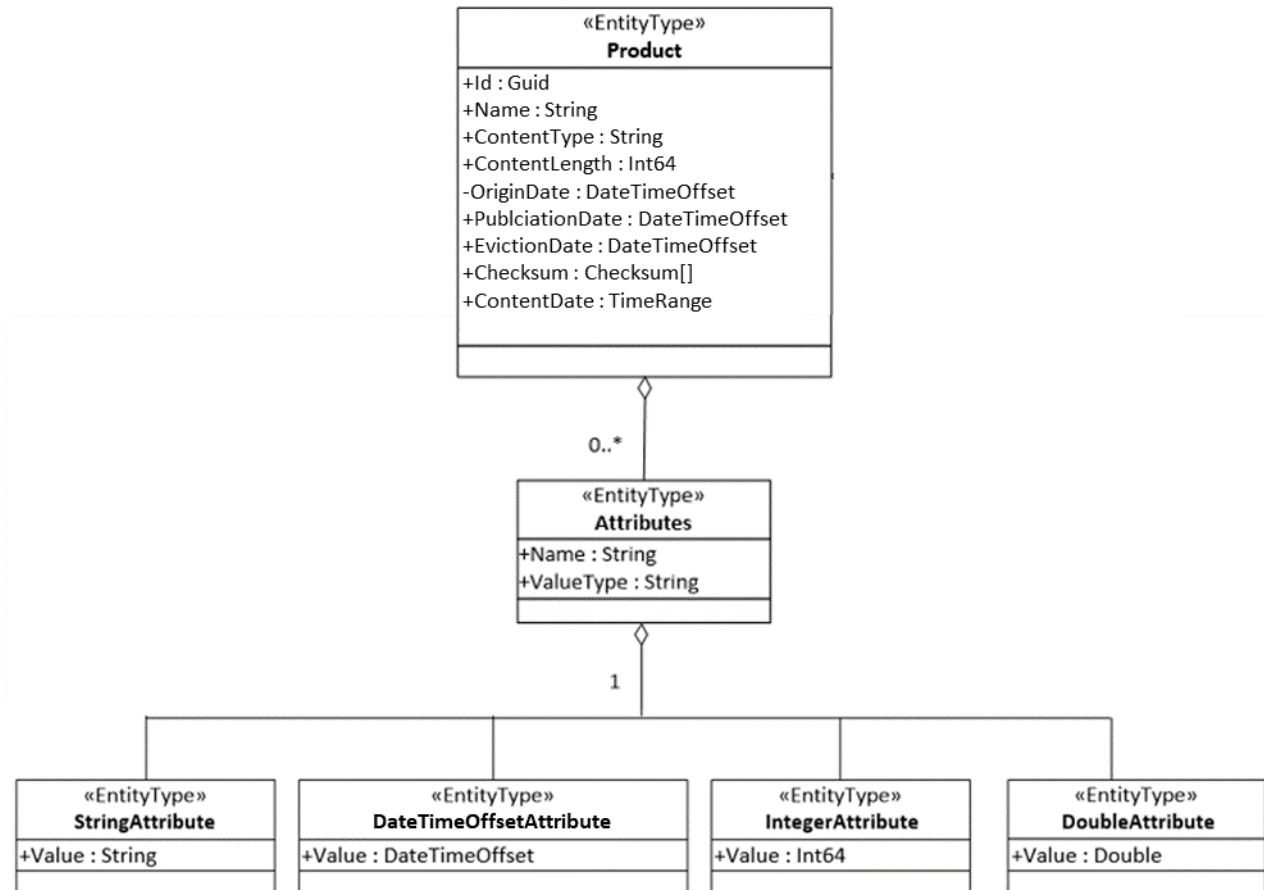 «EntityType»
Product
+Id : Guid
+Name : String
+ContentType : String
+ContentLength : Int64
-OriginDate : DateTimeOffset
+PublciationDate : DateTimeOffset
+EvictionDate : DateTimeOffset
+Checksum : Checksum[]
+ContentDate : TimeRange
0..*
«EntityType»
Attributes
+Name : String
+ValueType : String
1
«EntityType»
StringAttribute
+Value : String
«EntityType»
DateTimeOffsetAttribute
+Value : DateTimeOffset
«EntityType»
IntegerAttribute
+Value : Int64
«EntityType»
DoubleAttribute
+Value : Double